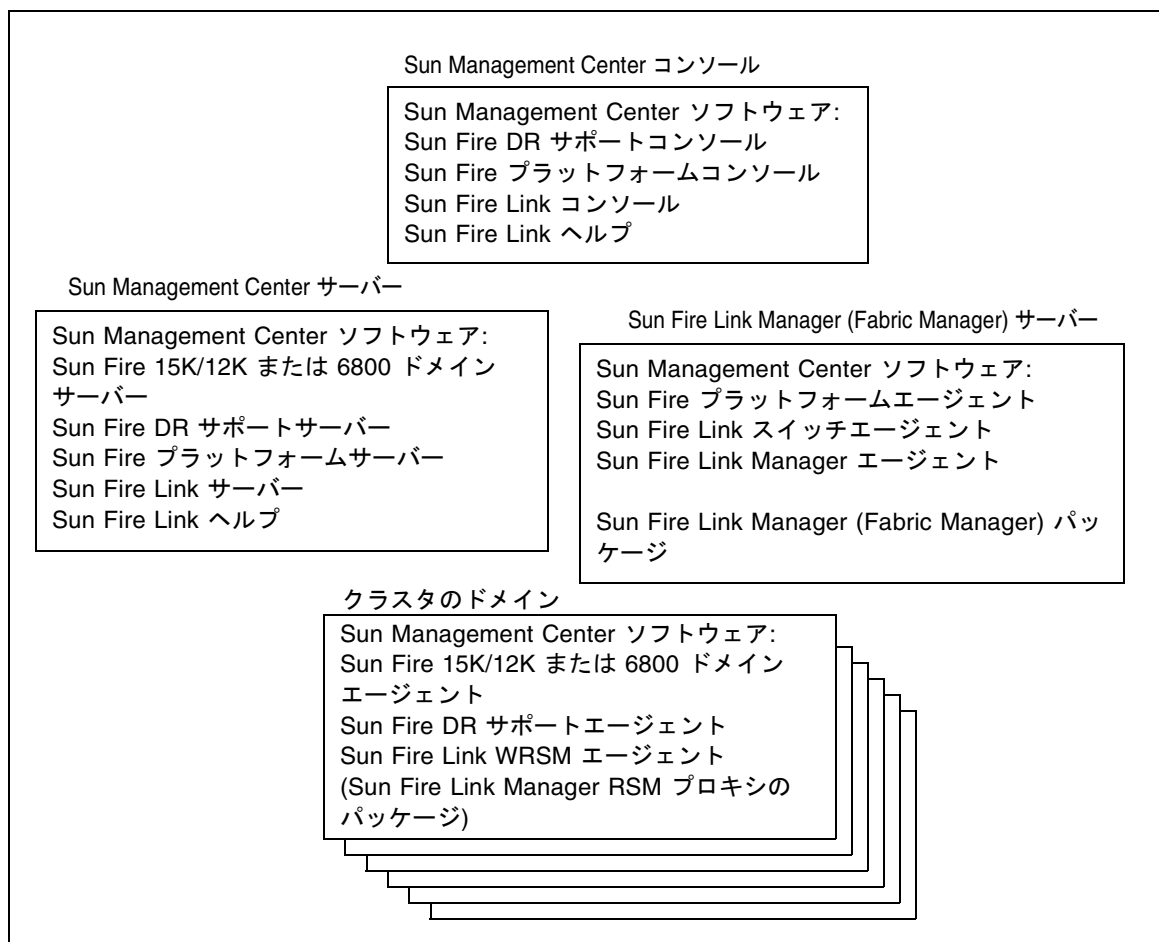 Sun Management Center コンソール
Sun Management Center ソフトウェア:
Sun Fire DR サポートコンソール
Sun Fire プラットフォームコンソール
Sun Fire Link コンソール
Sun Fire Link ヘルプ
Sun Management Center サーバー
Sun Management Center ソフトウェア:
Sun Fire 15K/12K または 6800 ドメイン
サーバー
Sun Fire DR サポートサーバー
Sun Fire プラットフォームサーバー
Sun Fire Link サーバー
Sun Fire Link ヘルプ
Sun Fire Link Manager (Fabric Manager) サーバー
Sun Management Center ソフトウェア:
Sun Fire プラットフォームエージェント
Sun Fire Link スイッチエージェント
Sun Fire Link Manager エージェント
Sun Fire Link Manager (Fabric Manager) パッ
ケージ
クラスタのドメイン
Sun Management Center ソフトウェア:
Sun Fire 15K/12K または 6800 ドメイン
エージェント
Sun Fire DR サポートエージェント
Sun Fire Link WRSM エージェント
(Sun Fire Link Manager RSM プロキシの
パッケージ)